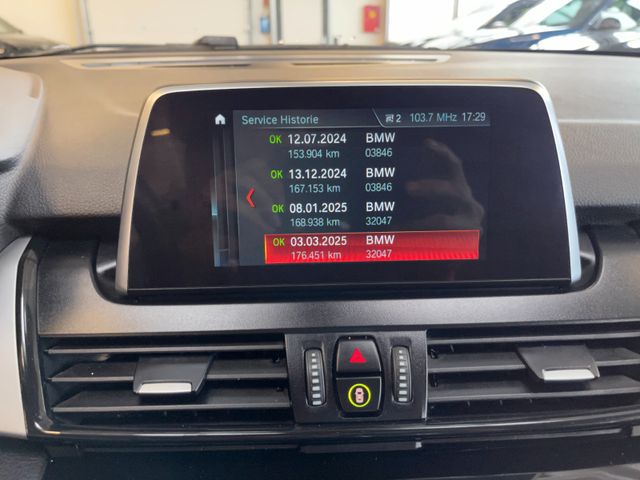 Service Historie 2 103.7 MHz 17:29
OK 12.07.2024 BMW
153.904 km 03846
OK 13.12.2024 BMW
167.153 km 03846
OK 08.01.2025 BMW
168.938 km 32047
OK 03.03.2025 BMW
176.451 km 32047